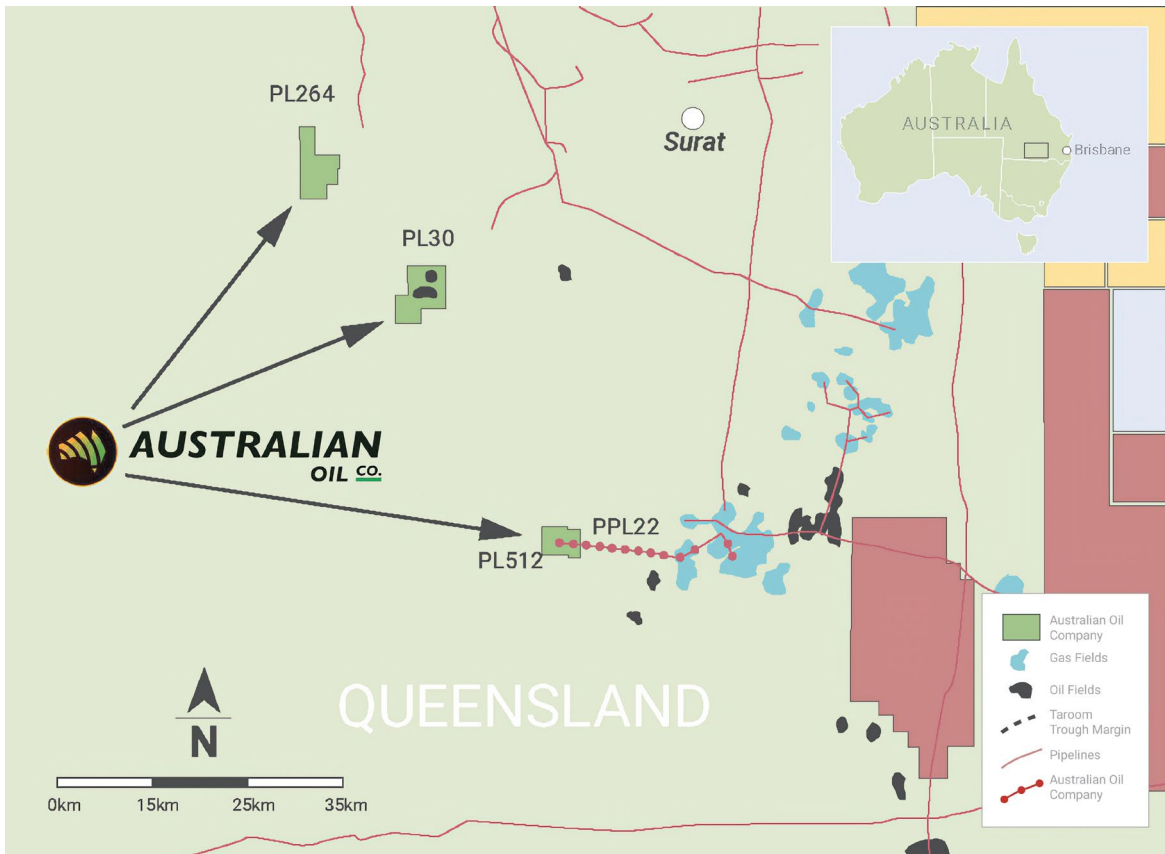 PL264
Surat
AUSTRALIA
Brisbane
PL30
AUSTRALIAN
OIL CO.
PPL22
PL512
QUEENSLAND
N
0km 15km 25km 35km
Australian Oil
Company
Gas Fields
Oil Fields
Taroom
Trough Margin
Pipelines
Australian Oil
Company